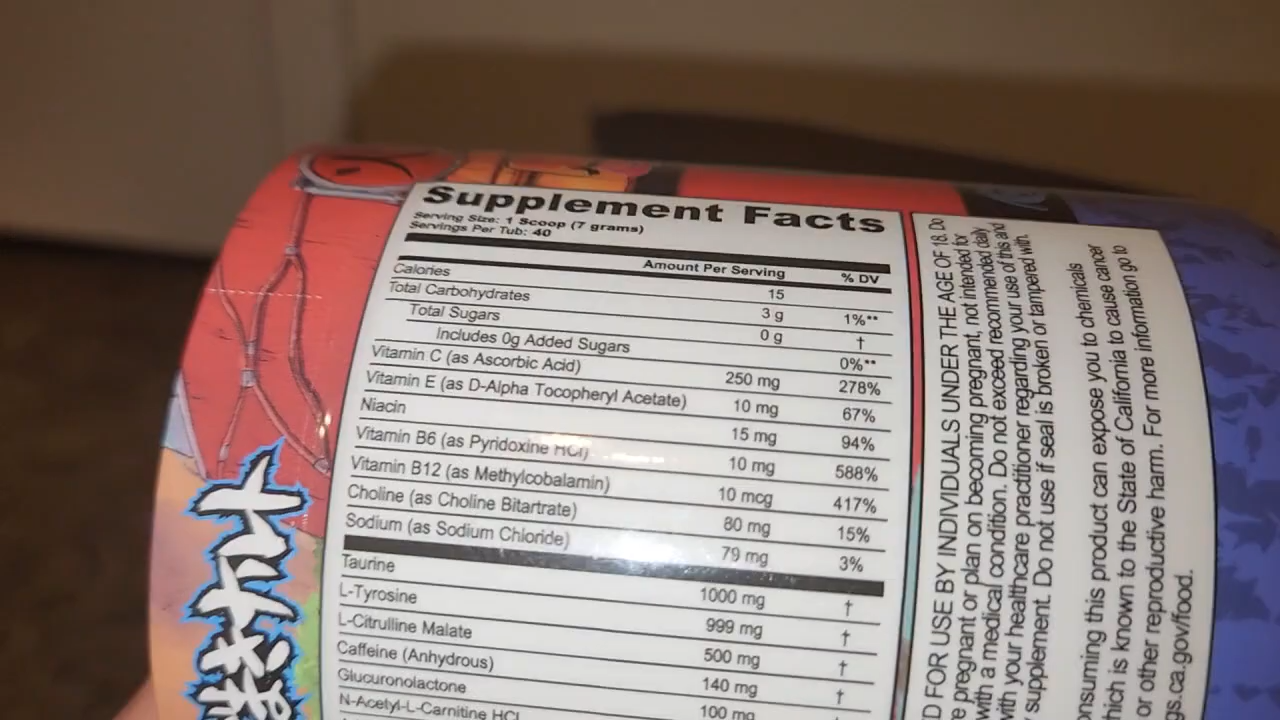 Supplement Facts
Serving Size: 1 Scoop (7 grams)
Servings Per Tub: 40
Amount Per Serving % DV
Calories 15
Total Carbohydrates 3 g 1%**
Total Sugars 0 g †
Includes 0g Added Sugars 0%**
Vitamin C (as Ascorbic Acid) 250 mg 278%
Vitamin E (as D-Alpha Tocopheryl Acetate) 10 mg 67%
Niacin 15 mg 94%
Vitamin B6 (as Pyridoxine HCl) 10 mg 588%
Vitamin B12 (as Methylcobalamin) 10 mcg 417%
Choline (as Choline Bitartrate) 80 mg 15%
Sodium (as Sodium Chloride) 79 mg 3%
Taurine 1000 mg †
L-Tyrosine 999 mg †
L-Citrulline Malate 500 mg †
Caffeine (Anhydrous) 140 mg †
Glucuronolactone 100 mg
N-Acetyl-L-Carnitine HCl
FOR USE BY INDIVIDUALS UNDER THE AGE OF 18. Do
pregnant or plan on becoming pregnant, not intended for
with a medical condition. Do not exceed recommended daily
with your healthcare practitioner regarding your use of this and
supplement. Do not use if seal is broken or tampered with.
this product can expose you to chemicals
which is known to the State of California to cause cancer
or other reproductive harm. For more information go to
.ca.gov/food.